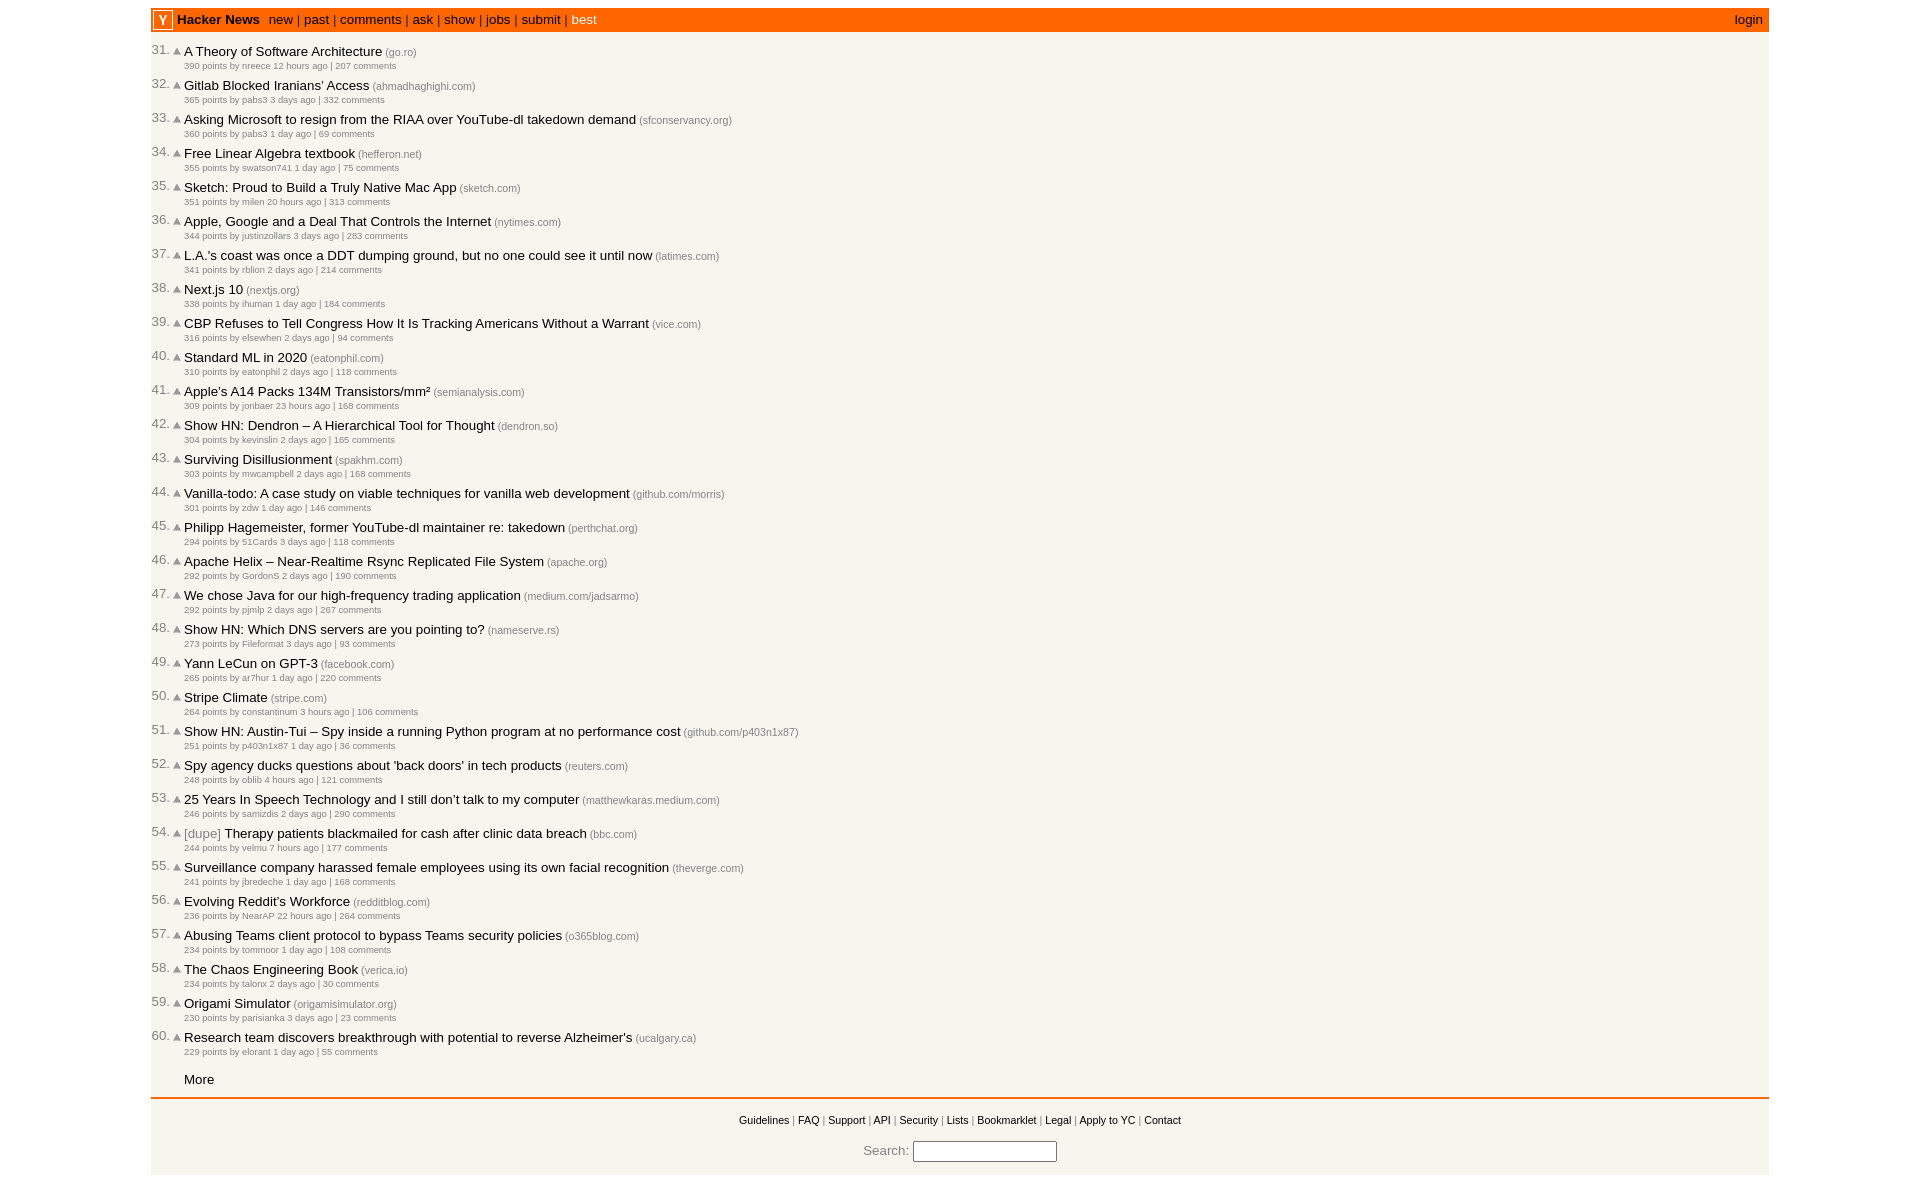 Y Hacker News new | past | comments | ask | show | jobs | submit | best login
31. A Theory of Software Architecture (go.ro)
390 points by nreece 12 hours ago | 207 comments
32. Gitlab Blocked Iranians' Access (ahmadhaghighi.com)
365 points by pabs3 3 days ago | 332 comments
33. Asking Microsoft to resign from the RIAA over YouTube-dl takedown demand (sfconservancy.org)
360 points by pabs3 1 day ago | 69 comments
34. Free Linear Algebra textbook (hefferon.net)
355 points by swatson741 1 day ago | 75 comments
35. Sketch: Proud to Build a Truly Native Mac App (sketch.com)
351 points by milen 20 hours ago | 313 comments
36. Apple, Google and a Deal That Controls the Internet (nytimes.com)
344 points by justinzollars 3 days ago | 283 comments
37. L.A.'s coast was once a DDT dumping ground, but no one could see it until now (latimes.com)
341 points by rblion 2 days ago | 214 comments
38. Next.js 10 (nextjs.org)
338 points by ihuman 1 day ago | 184 comments
39. CBP Refuses to Tell Congress How It Is Tracking Americans Without a Warrant (vice.com)
316 points by elsewhen 2 days ago | 94 comments
40. Standard ML in 2020 (eatonphil.com)
310 points by eatonphil 2 days ago | 118 comments
41. Apple's A14 Packs 134M Transistors/mm² (semianalysis.com)
309 points by jonbaer 23 hours ago | 168 comments
42. Show HN: Dendron – A Hierarchical Tool for Thought (dendron.so)
304 points by kevinslin 2 days ago | 165 comments
43. Surviving Disillusionment (spakhm.com)
303 points by mwcampbell 2 days ago | 168 comments
44. Vanilla-todo: A case study on viable techniques for vanilla web development (github.com/morris)
301 points by zdw 1 day ago | 146 comments
45. Philipp Hagemeister, former YouTube-dl maintainer re: takedown (perthchat.org)
294 points by 51Cards 3 days ago | 118 comments
46. Apache Helix – Near-Realtime Rsync Replicated File System (apache.org)
292 points by GordonS 2 days ago | 190 comments
47. We chose Java for our high-frequency trading application (medium.com/jadsarmo)
292 points by pjmlp 2 days ago | 267 comments
48. Show HN: Which DNS servers are you pointing to? (nameserve.rs)
273 points by Fileformat 3 days ago | 93 comments
49. Yann LeCun on GPT-3 (facebook.com)
265 points by ar7hur 1 day ago | 220 comments
50. Stripe Climate (stripe.com)
264 points by constantinum 3 hours ago | 106 comments
51. Show HN: Austin-Tui – Spy inside a running Python program at no performance cost (github.com/p403n1x87)
251 points by p403n1x87 1 day ago | 36 comments
52. Spy agency ducks questions about 'back doors' in tech products (reuters.com)
248 points by oblib 4 hours ago | 121 comments
53. 25 Years In Speech Technology and I still don't talk to my computer (matthewkaras.medium.com)
246 points by samizdis 2 days ago | 290 comments
54. [dupe] Therapy patients blackmailed for cash after clinic data breach (bbc.com)
244 points by velmu 7 hours ago | 177 comments
55. Surveillance company harassed female employees using its own facial recognition (theverge.com)
241 points by jbredeche 1 day ago | 168 comments
56. Evolving Reddit's Workforce (redditblog.com)
236 points by NearAP 22 hours ago | 264 comments
57. Abusing Teams client protocol to bypass Teams security policies (o365blog.com)
234 points by tommoor 1 day ago | 108 comments
58. The Chaos Engineering Book (verica.io)
234 points by talonx 2 days ago | 30 comments
59. Origami Simulator (origamisimulator.org)
230 points by parisianka 3 days ago | 23 comments
60. Research team discovers breakthrough with potential to reverse Alzheimer's (ucalgary.ca)
229 points by elorant 1 day ago | 55 comments
More
Guidelines | FAQ | Support | API | Security | Lists | Bookmarklet | Legal | Apply to YC | Contact
Search: